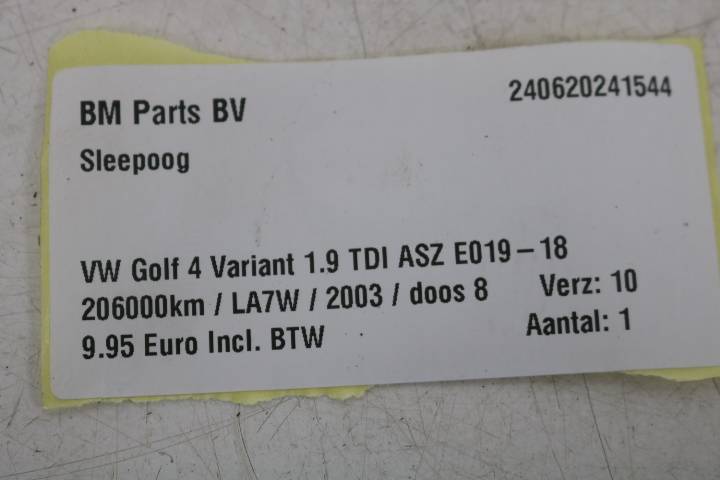 BM Parts BV 240620241544
Sleepoog
VW Golf 4 Variant 1.9 TDI ASZ E019-18
206000km / LA7W / 2003 / doos 8 Verz: 10
9.95 Euro Incl. BTW Aantal: 1